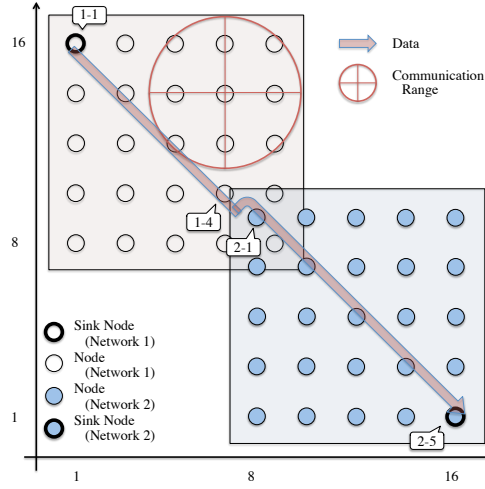 1-1
16
Data
Communication
Range
1-4
8
2-1
Sink Node
(Network 1)
Node
(Network 1)
Node
(Network 2)
Sink Node
(Network 2)
1
2-5
1
8
16